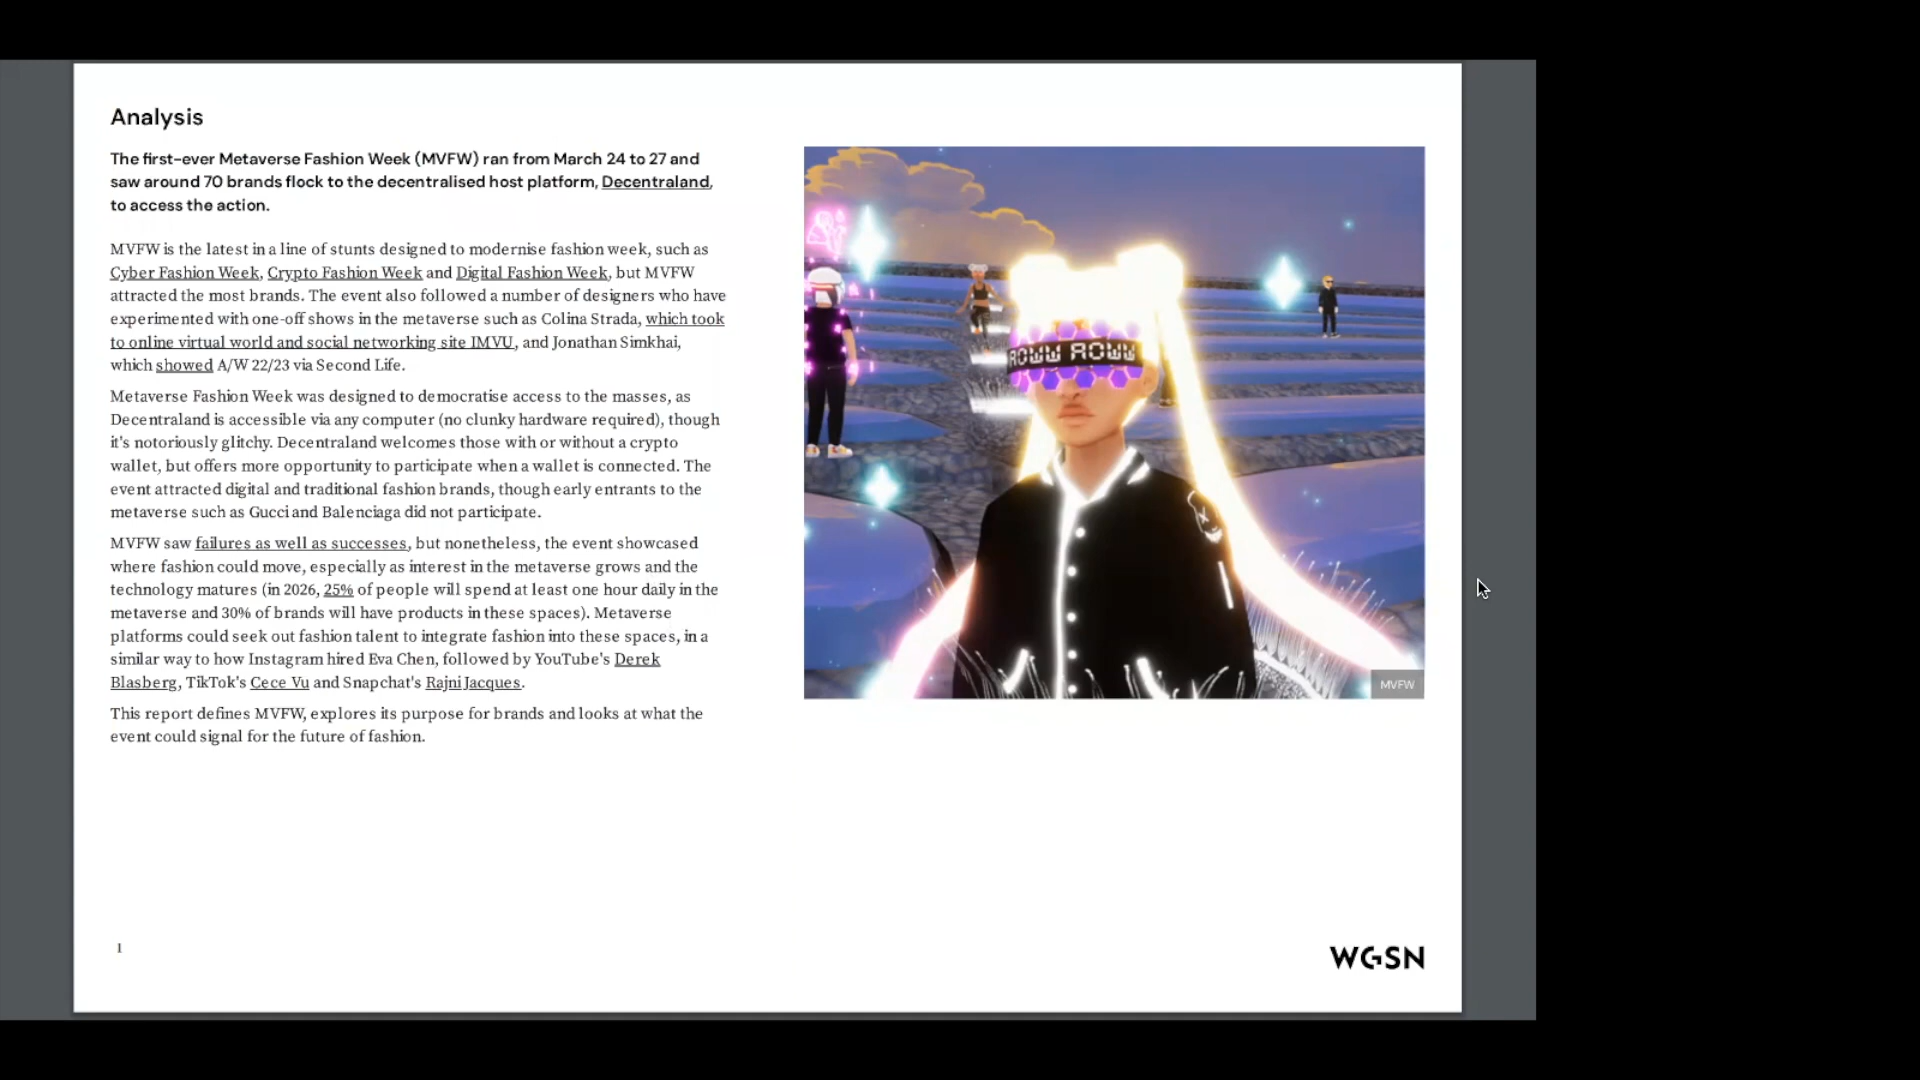 Analysis
The first-ever Metaverse Fashion Week (MVFW) ran from March 24 to 27 and
saw around 70 brands flock to the decentralised host platform, Decentraland,
to access the action.
MVFW is the latest in a line of stunts designed to modernise fashion week, such as
Cyber Fashion Week, Crypto Fashion Week and Digital Fashion Week, but MVFW
attracted the most brands. The event also followed a number of designers who have
experimented with one-off shows in the metaverse such as Colina Strada, which took
to online virtual world and social networking site IMVU, and Jonathan Simkhai,
which showed A/W 22/23 via Second Life.
Metaverse Fashion Week was designed to democratise access to the masses, as
Decentraland is accessible via any computer (no clunky hardware required), though
it's notoriously glitchy. Decentraland welcomes those with or without a crypto
wallet, but offers more opportunity to participate when a wallet is connected. The
event attracted digital and traditional fashion brands, though early entrants to the
metaverse such as Gucci and Balenciaga did not participate.
MVFW saw failures as well as successes, but nonetheless, the event showcased
where fashion could move, especially as interest in the metaverse grows and the
technology matures (in 2026, 25% of people will spend at least one hour daily in the
metaverse and 30% of brands will have products in these spaces). Metaverse
platforms could seek out fashion talent to integrate fashion into these spaces, in a
similar way to how Instagram hired Eva Chen, followed by YouTube's Derek
Blasberg, TikTok's Cece Vu and Snapchat's Rajni Jacques.
This report defines MVFW, explores its purpose for brands and looks at what the
event could signal for the future of fashion.
MVFW
1
WGSN